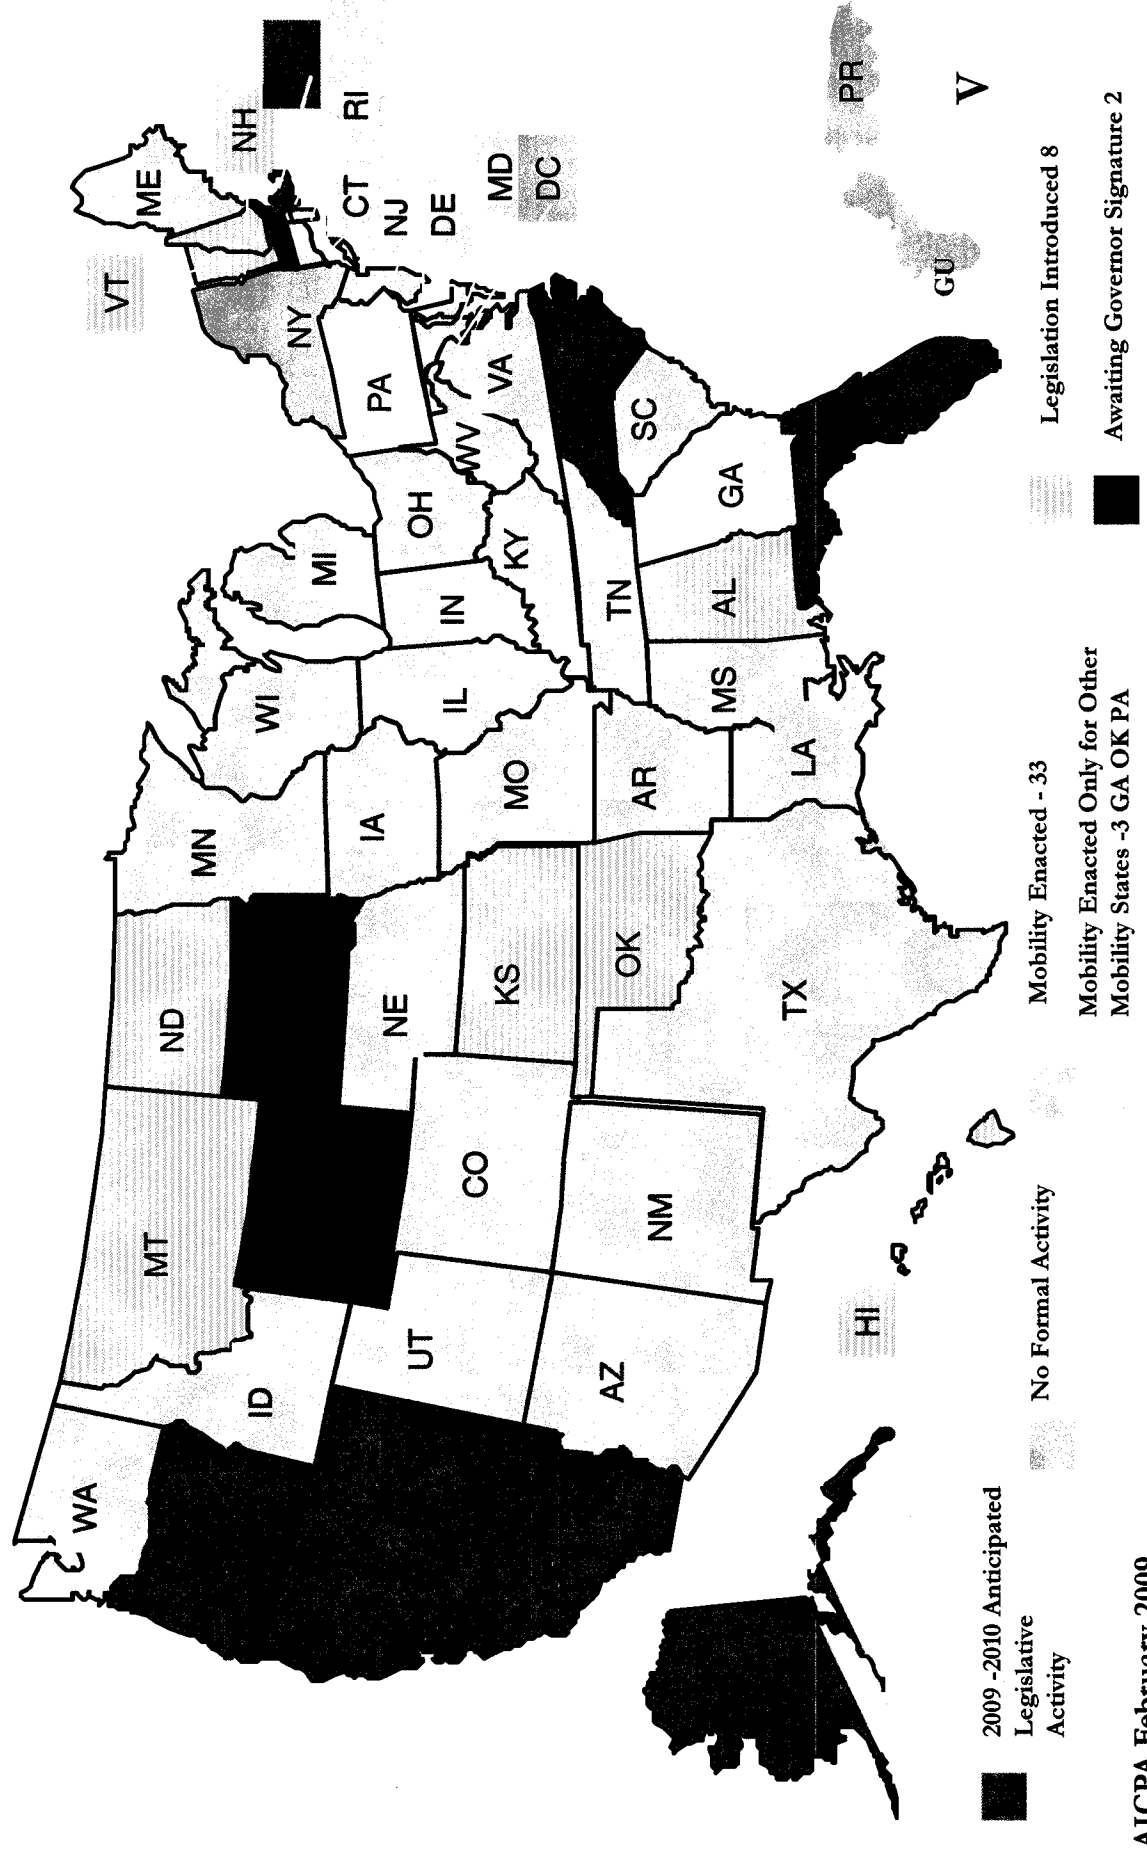 WA
MT
ND
MN
WI
MI
VT
ME
NH
ID
NE
IA
IL
IN
OH
PA
NY
CT
RI
NJ
DE
MD
DC
UT
CO
KS
MO
KY
WV
VA
AZ
NM
OK
AR
TN
SC
TX
LA
MS
AL
GA
HI
GU
PR
V
2009 -2010 Anticipated
Legislative
Activity
No Formal Activity
Mobility Enacted - 33
Mobility Enacted Only for Other
Mobility States -3 GA OK PA
Legislation Introduced 8
Awaiting Governor Signature 2
AICPA February 2009